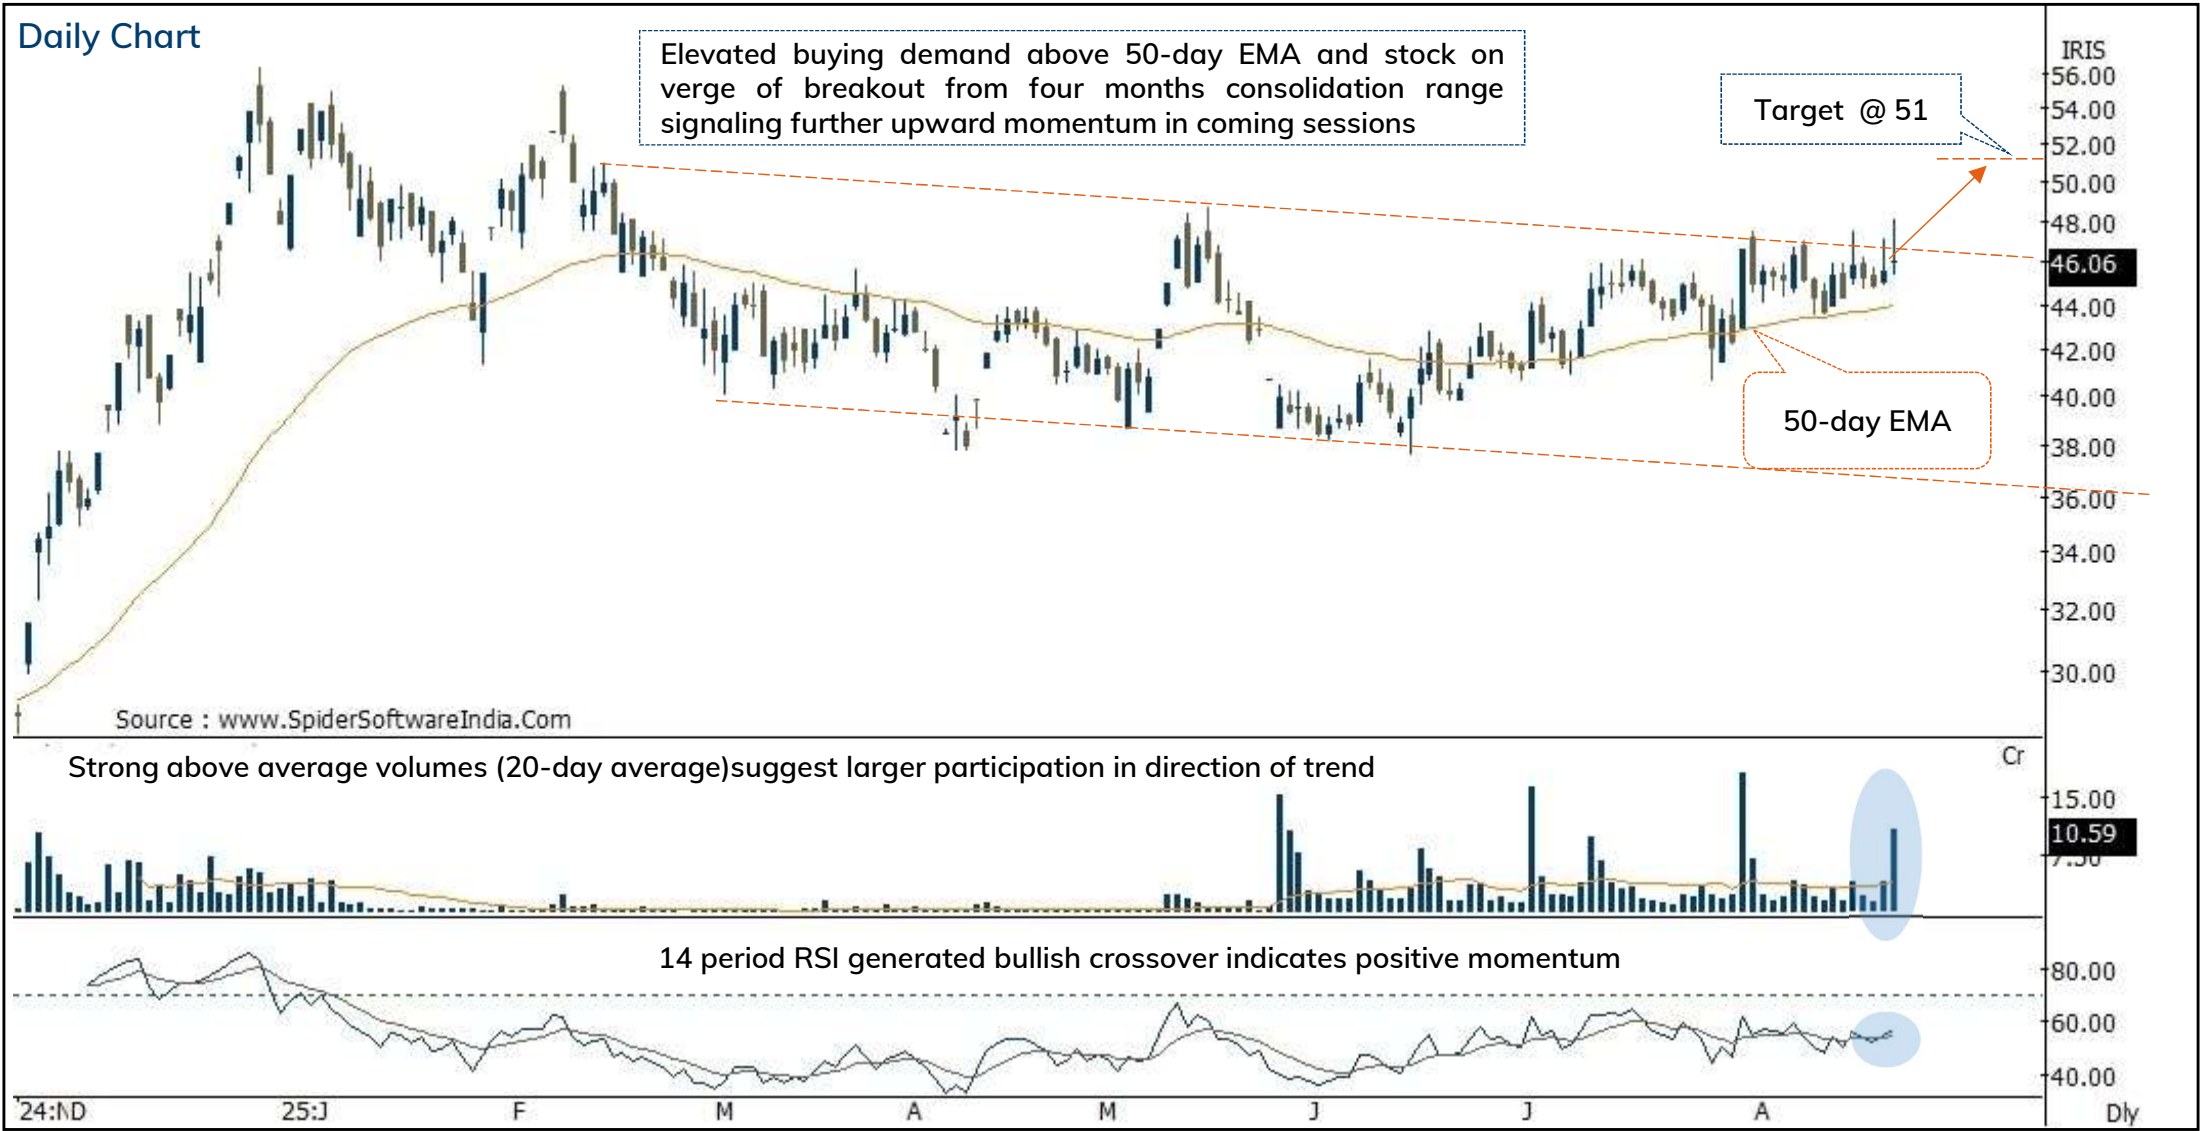 Daily Chart
Elevated buying demand above 50-day EMA and stock on
verge of breakout from four months consolidation range
signaling further upward momentum in coming sessions
Target @ 51
IRIS
56.00
54.00
52.00
50.00
48.00
46.06
44.00
42.00
40.00
38.00
36.00
34.00
32.00
30.00
50-day EMA
Source : www.SpiderSoftwareIndia.Com
Strong above average volumes (20-day average)suggest larger participation in direction of trend
Cr
15.00
10.59
7.50
14 period RSI generated bullish crossover indicates positive momentum
80.00
60.00
40.00
24:ND 25:J F M A M J J A Dly